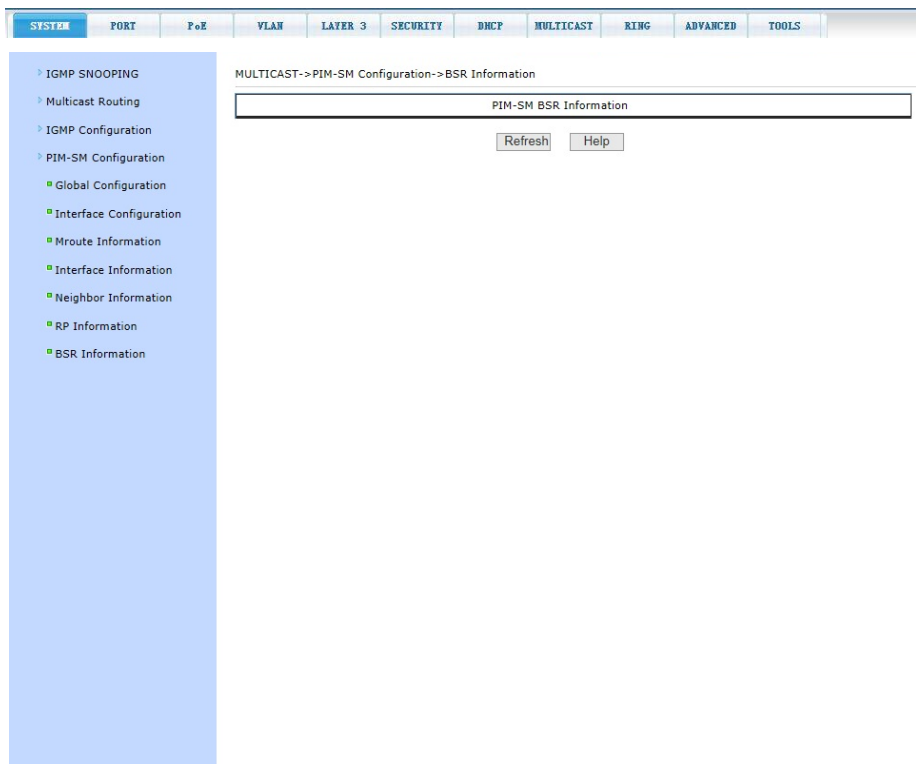 SYSTEM PORT PoE VLAN LAYER 3 SECURITY DHCP MULTICAST RING ADVANCED TOOLS
IGMP SNOOPING
Multicast Routing
IGMP Configuration
PIM-SM Configuration
Global Configuration
Interface Configuration
Mroute Information
Interface Information
Neighbor Information
RP Information
BSR Information
MULTICAST->PIM-SM Configuration->BSR Information
PIM-SM BSR Information
Refresh Help